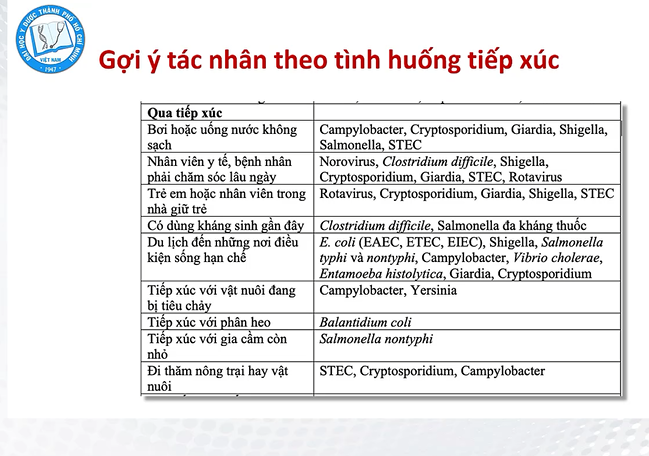 ĐẠI HỌC Y DƯỢC THÀNH PHỐ HỒ CHÍ MINH
VIỆT NAM
1947
Gợi ý tác nhân theo tình huống tiếp xúc
Qua tiếp xúc
Bơi hoặc uống nước không
sạch
Campylobacter, Cryptosporidium, Giardia, Shigella,
Salmonella, STEC
Nhân viên y tế, bệnh nhân
phải chăm sóc lâu ngày
Norovirus, Clostridium difficile, Shigella,
Cryptosporidium, Giardia, STEC, Rotavirus
Trẻ em hoặc nhân viên trong
nhà giữ trẻ
Rotavirus, Cryptosporidium, Giardia, Shigella, STEC
Có dùng kháng sinh gần đây
Clostridium difficile, Salmonella đa kháng thuốc
Du lịch đến những nơi điều
kiện sống hạn chế
E. coli (EAEC, ETEC, EIEC), Shigella, Salmonella
typhi và nontyphi, Campylobacter, Vibrio cholerae,
Entamoeba histolytica, Giardia, Cryptosporidium
Tiếp xúc với vật nuôi đang
bị tiêu chảy
Campylobacter, Yersinia
Tiếp xúc với phân heo
Balantidium coli
Tiếp xúc với gia cầm còn
nhỏ
Salmonella nontyphi
Đi thăm nông trại hay vật
nuôi
STEC, Cryptosporidium, Campylobacter